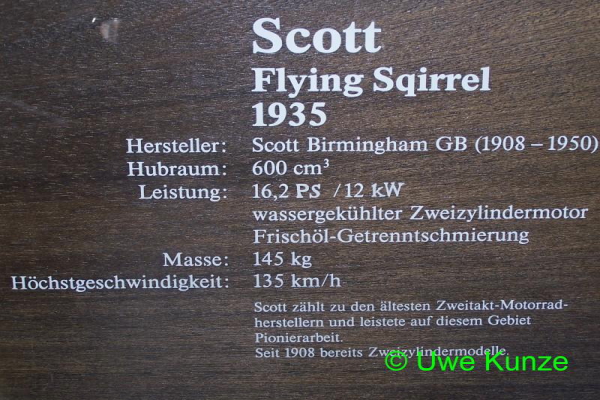 Scott
Flying Sqirrel
1935
Hersteller: Scott Birmingham GB (1908 – 1950)
Hubraum: 600 cm³
Leistung: 16,2 PS / 12 kW
wassergekühlter Zweizylindermotor
Frischöl-Getrenntschmierung
Masse: 145 kg
Höchstgeschwindigkeit: 135 km/h
Scott zählt zu den ältesten Zweitakt-Motorrad-
herstellern und leistete auf diesem Gebiet
Pionierarbeit.
Seit 1908 bereits Zweizylindermodelle.
© Uwe Kunze